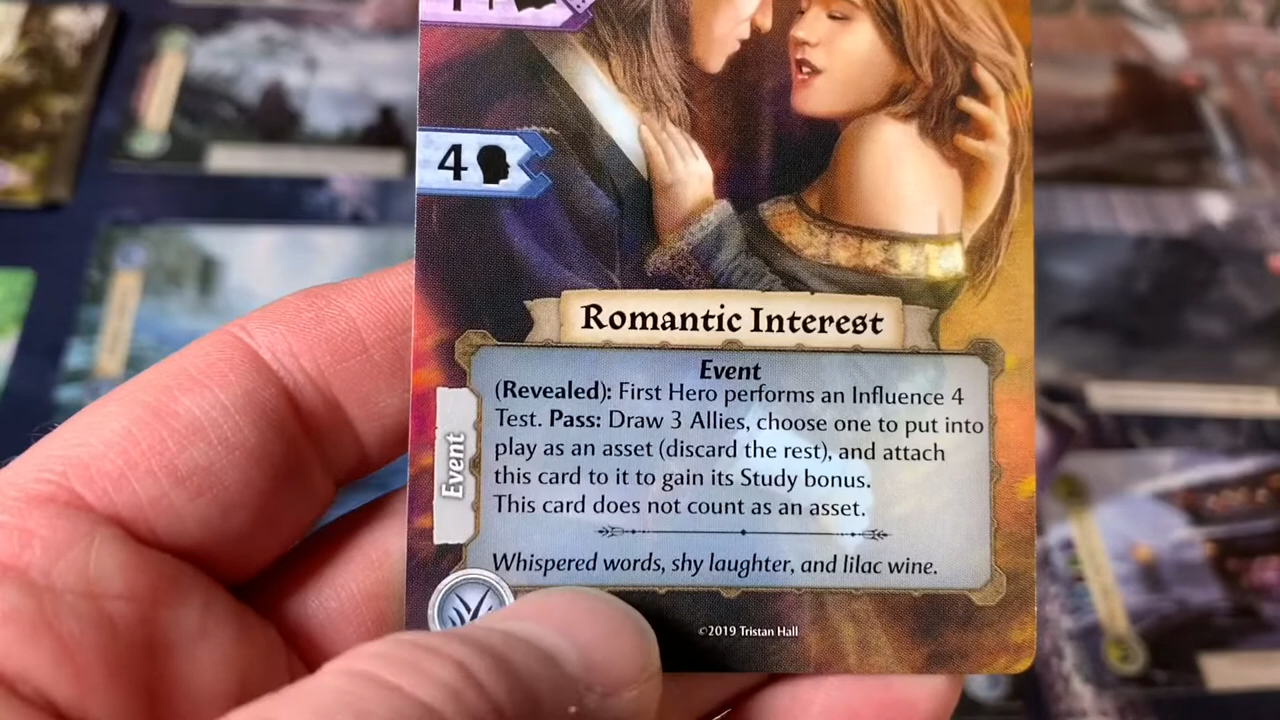 4
Romantic Interest
Event
(Revealed): First Hero performs an Influence 4
Test. Pass: Draw 3 Allies, choose one to put into
play as an asset (discard the rest), and attach
this card to it to gain its Study bonus.
This card does not count as an asset.
Event
Whispered words, shy laughter, and lilac wine.
©2019 Tristan Hall